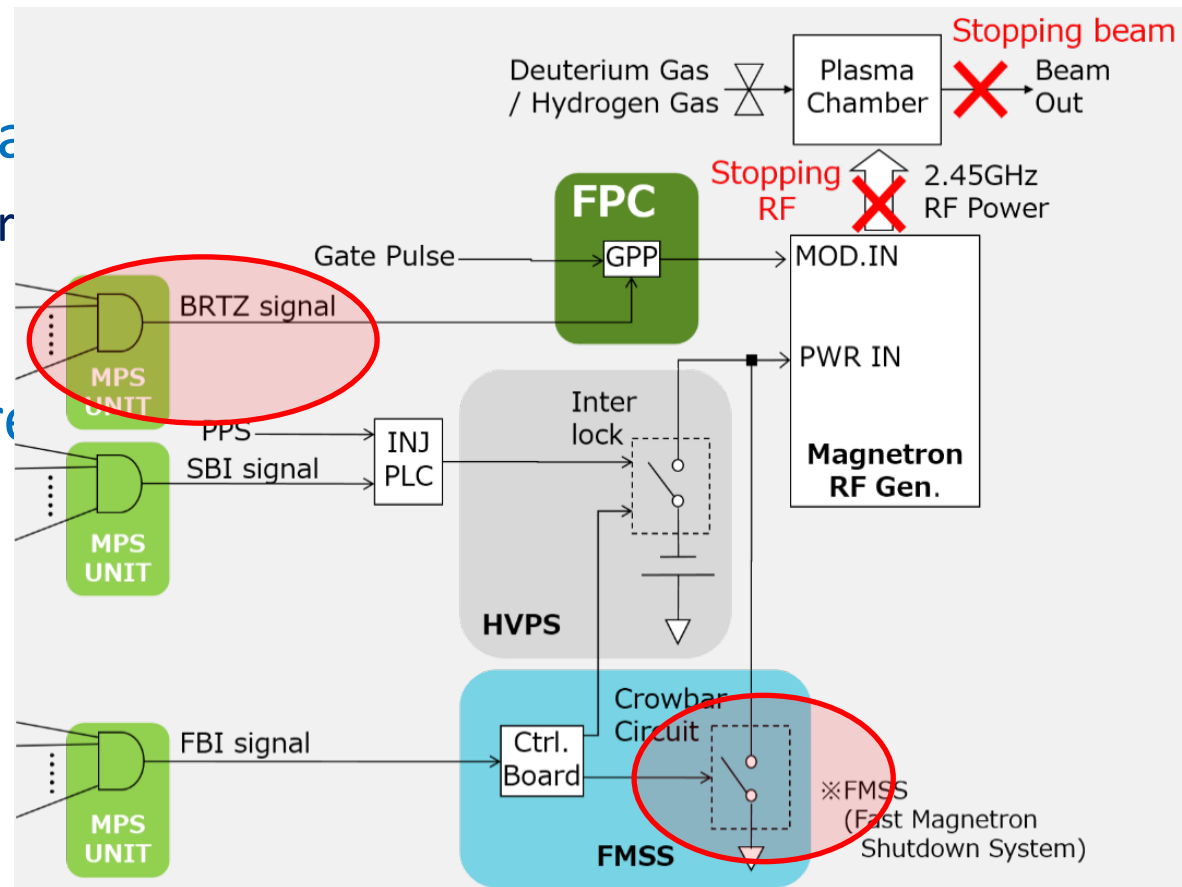 Stopping beam
Deuterium Gas
/ Hydrogen Gas
Plasma
Chamber
Beam
Out
Stopping
RF
2.45GHz
RF Power
FPC
Gate Pulse
GPP
MOD.IN
BRTZ signal
MPS
UNIT
PWR IN
Inter
lock
PPS
SBI signal
INJ
PLC
Magnetron
RF Gen.
MPS
UNIT
HVPS
Crowbar
Circuit
FBI signal
Ctrl.
Board
※FMSS
(Fast Magnetron
Shutdown System)
MPS
UNIT
FMSS